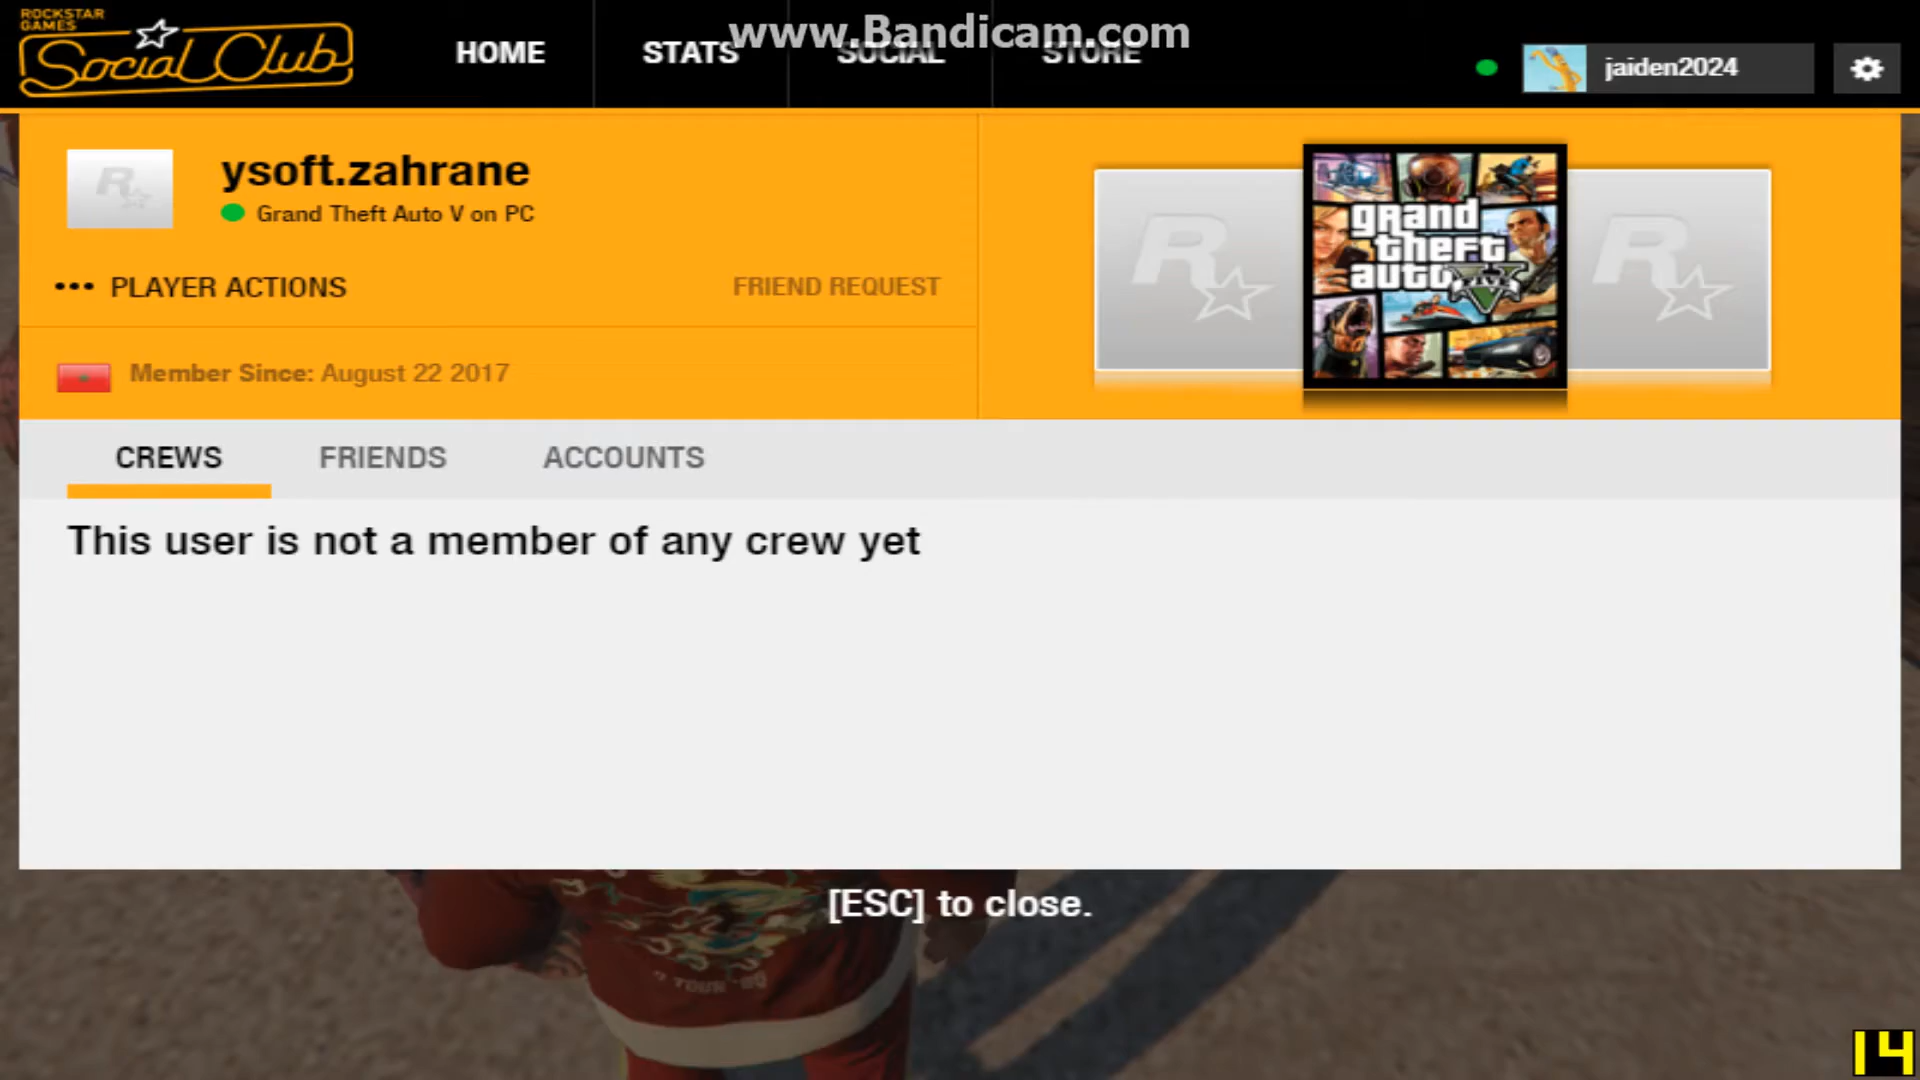 ROCKSTAR
GAMES
Social Club
HOME
STATS
SOCIAL
STORE
www.Bandicam.com
jaiden2024
ysoft.zahrane
Grand Theft Auto V on PC
••• PLAYER ACTIONS
FRIEND REQUEST
Member Since: August 22 2017
R
grand
theft
auto
FIVE
R
CREWS
FRIENDS
ACCOUNTS
This user is not a member of any crew yet
[ESC] to close.
TOUR
14